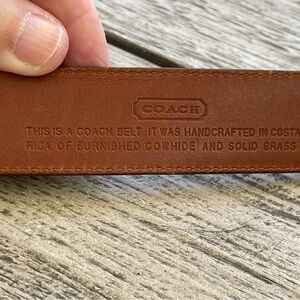 COACH
THIS IS A COACH BELT. IT WAS HANDCRAFTED IN COSTA
RICA OF BURNISHED COWHIDE AND SOLID BRASS